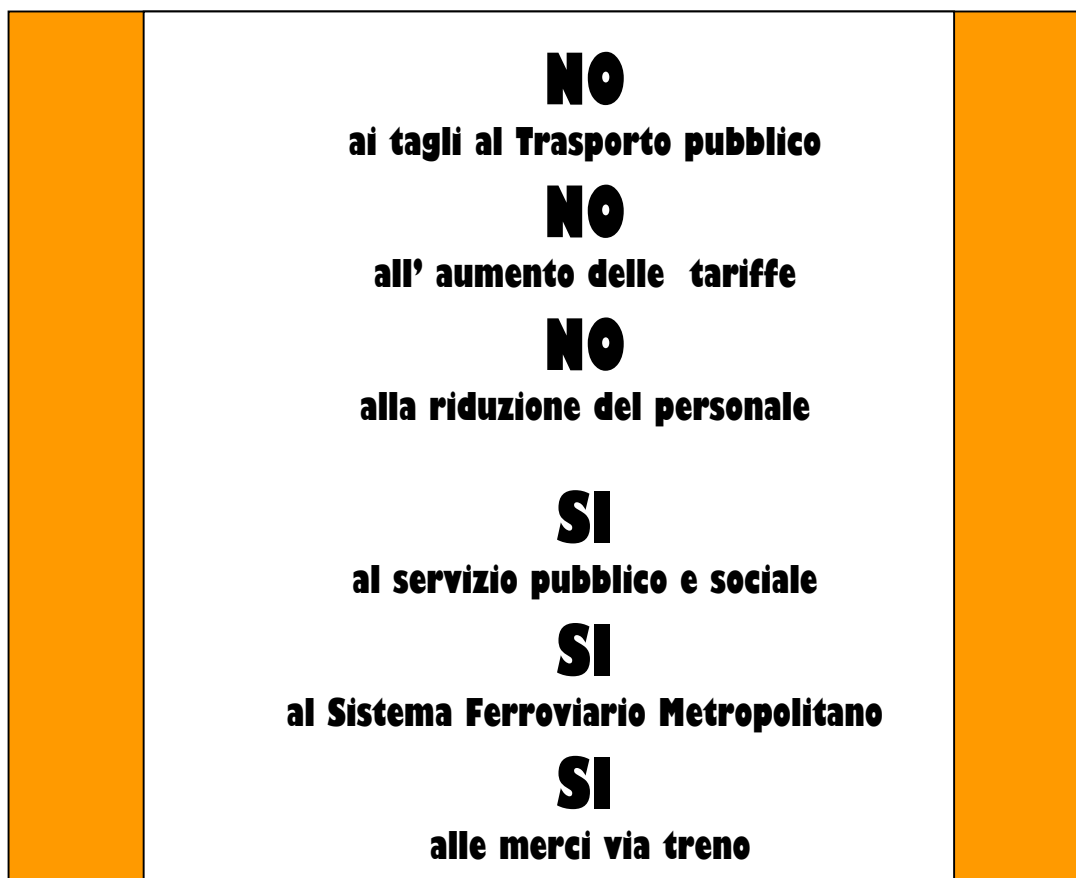 NO
ai tagli al Trasporto pubblico
NO
all' aumento delle  tariffe
NO
alla riduzione del personale
SI
al servizio pubblico e sociale
SI
al Sistema Ferroviario Metropolitano
SI
alle merci via treno